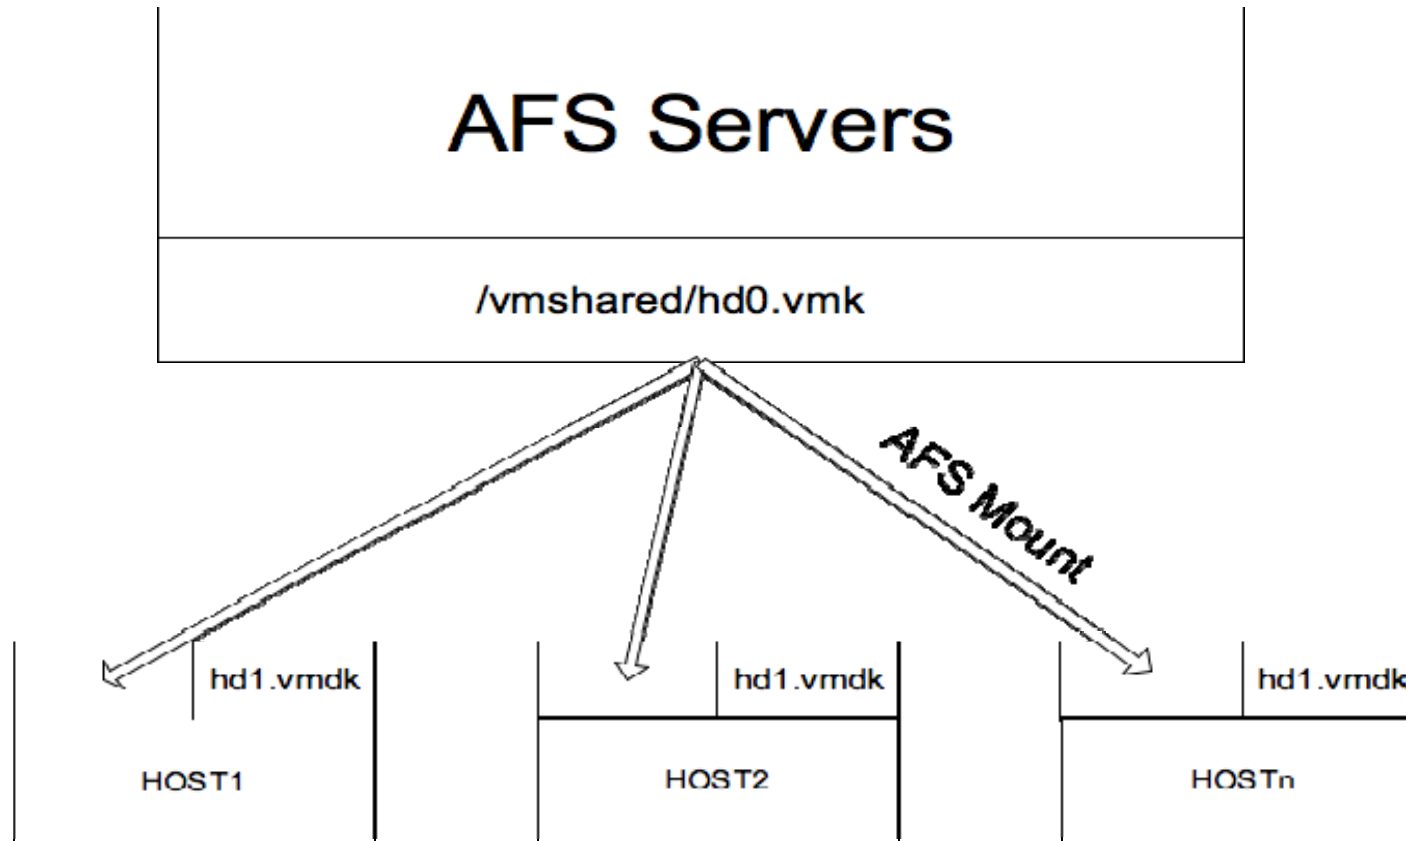 AFS Servers
/vmshared/hd0.vmk
AFS Mount
hd1.vmdk
hd1.vmdk
hd1.vmdk
HOST1
HOST2
HOSTn